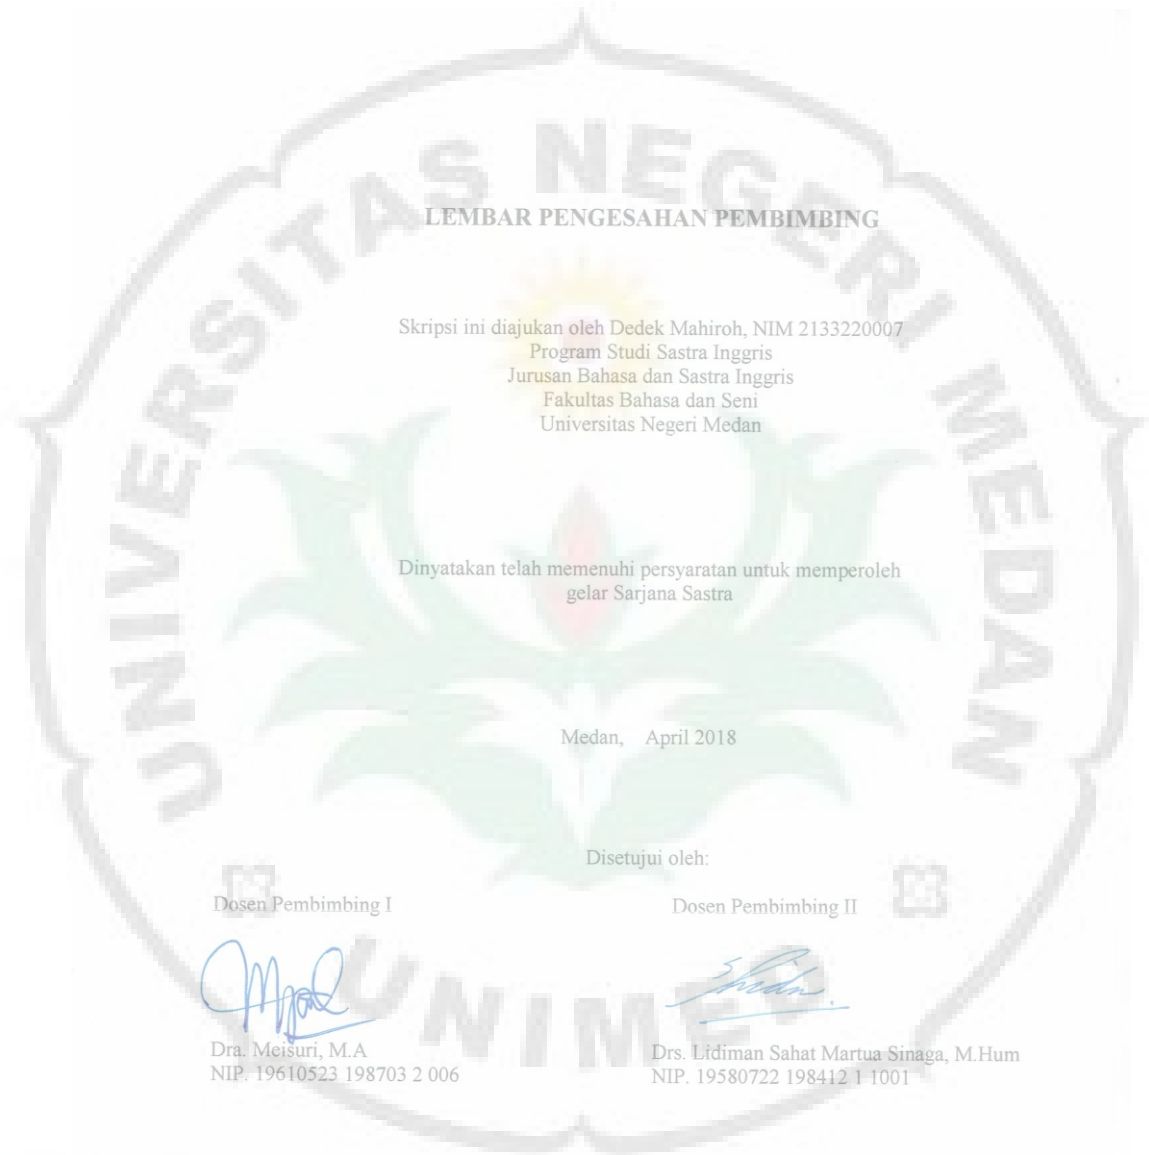 UNIVERSITAS NEGERI MEDAN
LEMBAR PENGESAHAN PEMBIMBING
Skripsi ini diajukan oleh Dedek Mahiroh, NIM 2133220007
Program Studi Sastra Inggris
Jurusan Bahasa dan Sastra Inggris
Fakultas Bahasa dan Seni
Universitas Negeri Medan
Dinyatakan telah memenuhi persyaratan untuk memperoleh
gelar Sarjana Sastra
Medan, April 2018
Disetujui oleh:
Dosen Pembimbing I
Dosen Pembimbing II
UNIMED
Dra. Meisuri, M.A
NIP. 19610523 198703 2 006
Drs. Lidiman Sahat Martua Sinaga, M.Hum
NIP. 19580722 198412 1 1001